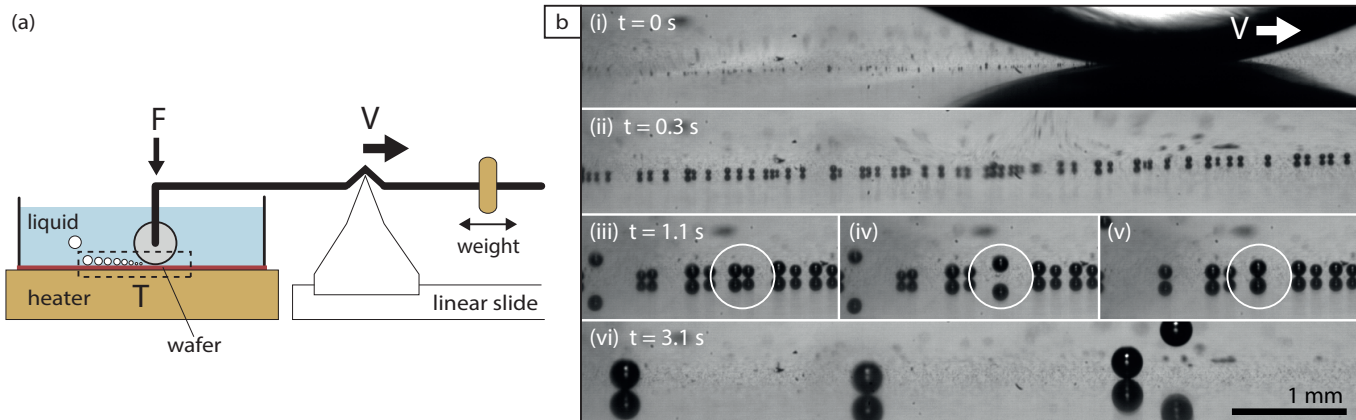 (a)
F
V
liquid
weight
heater
T
linear slide
wafer
b
(i) t = 0 s
V
(ii) t = 0.3 s
(iii) t = 1.1 s
(iv)
(v)
(vi) t = 3.1 s
1 mm